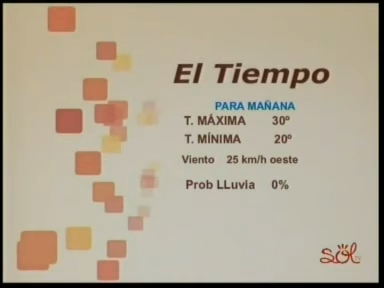 El Tiempo
PARA MAÑANA
T. MÁXIMA 30º
T. MÍNIMA 20º
Viento 25 km/h oeste
Prob LLuvia 0%
sol